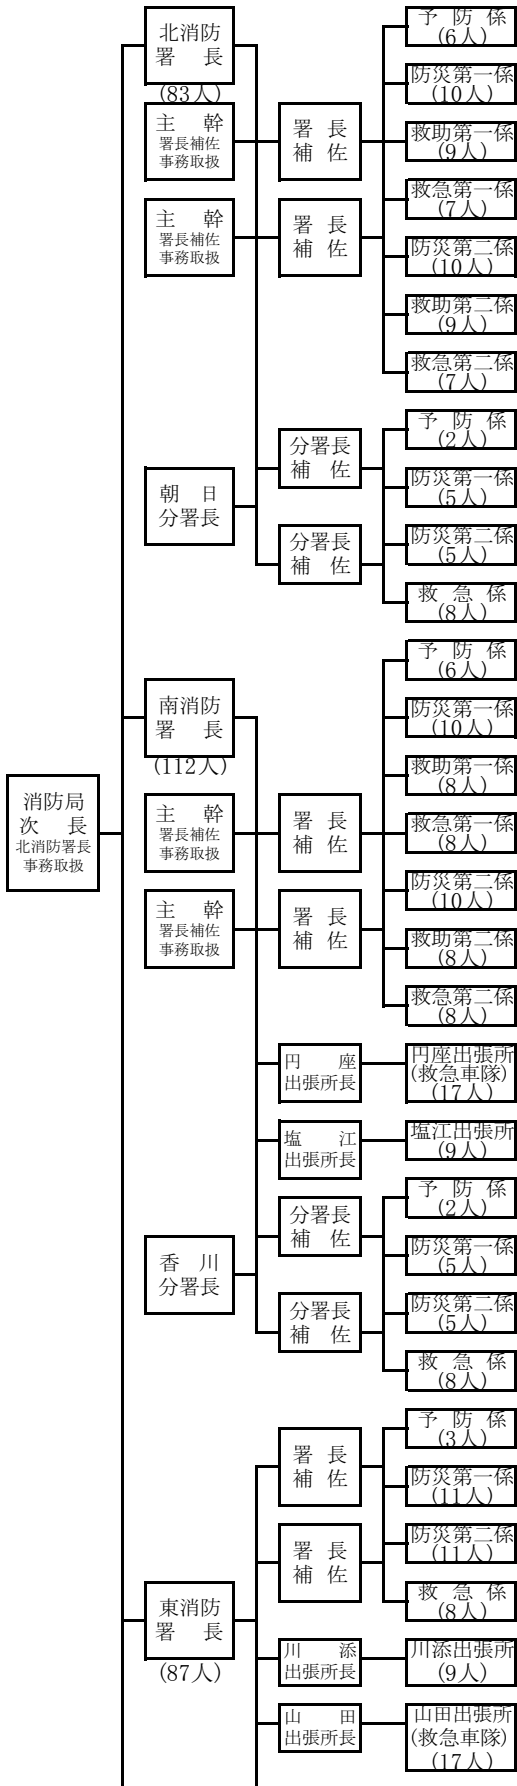 消防局
次　長
北消防署長
事務取扱
北消防
署　長
(83人)
主　幹
署長補佐
事務取扱
主　幹
署長補佐
事務取扱
署 長
補 佐
署 長
補 佐
予 防 係
(6人)
防災第一係
(10人)
救助第一係
(9人)
救急第一係
(7人)
防災第二係
(10人)
救助第二係
(9人)
救急第二係
(7人)
朝　日
分署長
分署長
補　佐
分署長
補　佐
予 防 係
(2人)
防災第一係
(5人)
防災第二係
(5人)
救 急 係
(8人)
南消防
署　長
(112人)
主　幹
署長補佐
事務取扱
主　幹
署長補佐
事務取扱
署 長
補 佐
署 長
補 佐
予 防 係
(6人)
防災第一係
(10人)
救助第一係
(8人)
救急第一係
(8人)
防災第二係
(10人)
救助第二係
(8人)
救急第二係
(8人)
円　　座
出張所長
円座出張所
(救急車隊)
(17人)
塩　　江
出張所長
塩江出張所
(9人)
香　川
分署長
分署長
補　佐
分署長
補　佐
予 防 係
(2人)
防災第一係
(5人)
防災第二係
(5人)
救 急 係
(8人)
東消防
署　長
(87人)
署 長
補 佐
署 長
補 佐
予 防 係
(3人)
防災第一係
(11人)
防災第二係
(11人)
救 急 係
(8人)
川　　添
出張所長
川添出張所
(9人)
山　　田
出張所長
山田出張所
(救急車隊)
(17人)